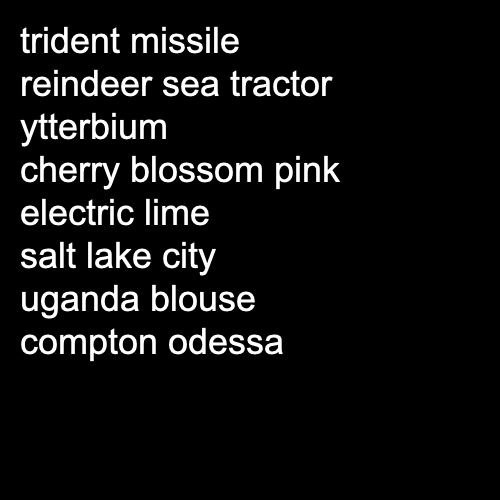 trident missile
reindeer sea tractor
ytterbium
cherry blossom pink
electric lime
salt lake city
uganda blouse
compton odessa